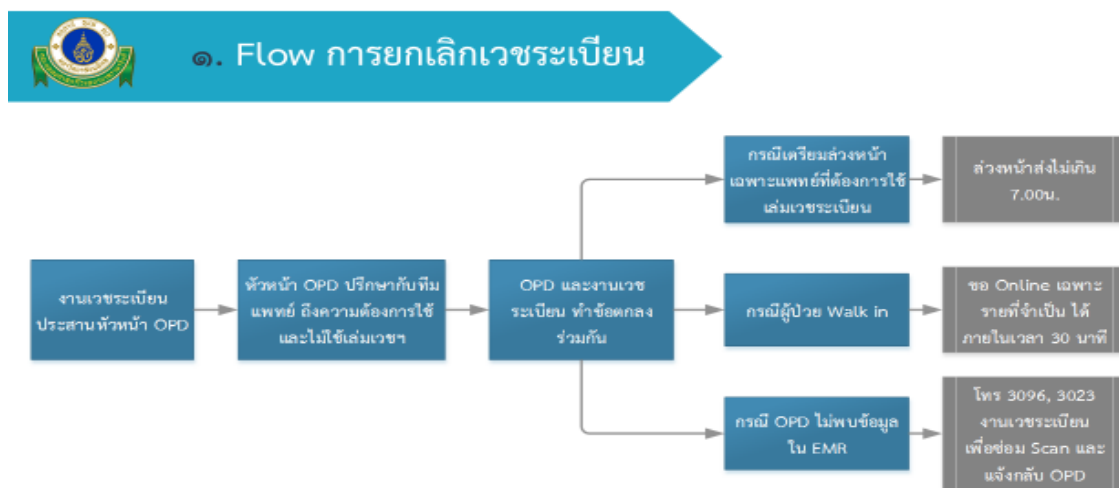 ๑. Flow การยกเลิกเวชระเบียน
งานเวชระเบียน
ประสานหัวหน้า OPD
หัวหน้า OPD ปรึกษากับทีม
แพทย์ ถึงความต้องการใช้
และไม่ใช้เล่มเวชฯ
OPD และงานเวช
ระเบียน ทำข้อตกลง
ร่วมกัน
กรณีเตรียมล่วงหน้า
เฉพาะแพทย์ที่ต้องการใช้
เล่มเวชระเบียน
ล่วงหน้าส่งไม่เกิน
7.00น.
กรณีผู้ป่วย Walk in
ขอ Online เฉพาะ
รายที่จำเป็น ได้
ภายในเวลา 30 นาที
กรณี OPD ไม่พบข้อมูล
ใน EMR
โทร 3096, 3023
งานเวชระเบียน
เพื่อซ่อม Scan และ
แจ้งกลับ OPD